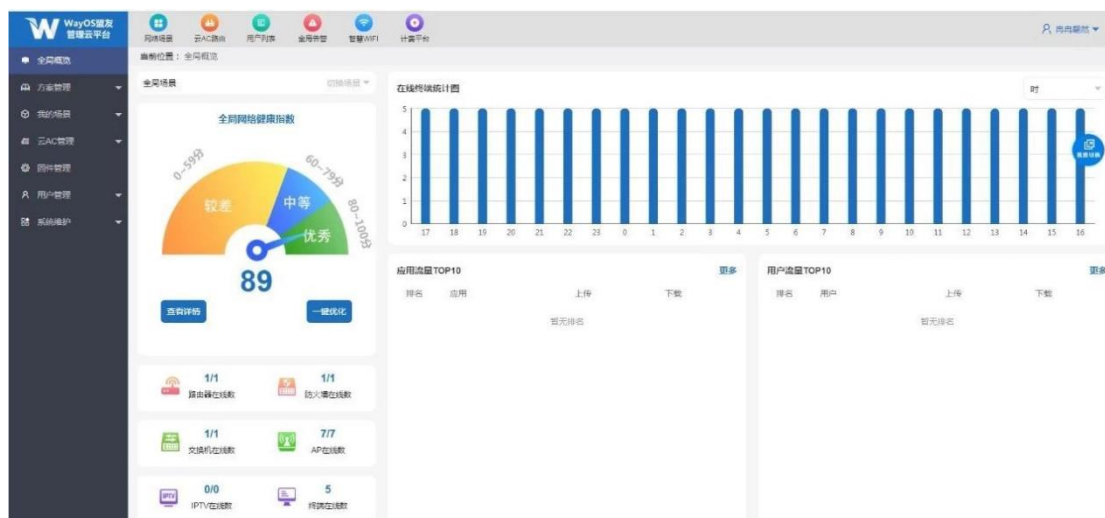 WayOS盟友
管理云平台
网络场景
云AC路由
用户列表
全局告警
智慧WIFI
计费平台
冉冉靓然
当前位置：全局概览
全局概览
方案管理
我的场景
云AC管理
固件管理
用户管理
系统维护
全局场景
切换场景
全局网络健康指数
0~59分
60~79分
80~100分
较差
中等
优秀
89
查看详情
一键优化
1/1
路由器在线数
1/1
防火墙在线数
1/1
交换机在线数
7/7
AP在线数
0/0
IPTV
IPTV在线数
5
终端在线数
在线终端统计图
时
5
4
3
2
1
0
17 18 19 20 21 22 23 0 1 2 3 4 5 6 7 8 9 10 11 12 13 14 15 16
应用流量TOP10 更多
排名 应用 上传 下载
暂无排名
用户流量TOP10 更多
排名 用户 上传 下载
暂无排名